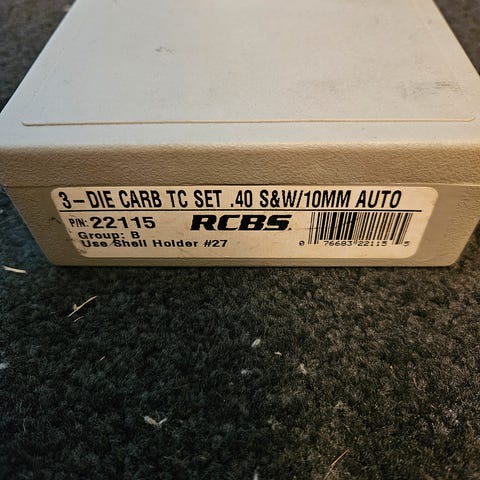 3-DIE CARB TC SET .40 S&W/10MM AUTO
P/N: 22115 RCBS.
Group: B
Use Shell Holder #27
0 76683 22115 5